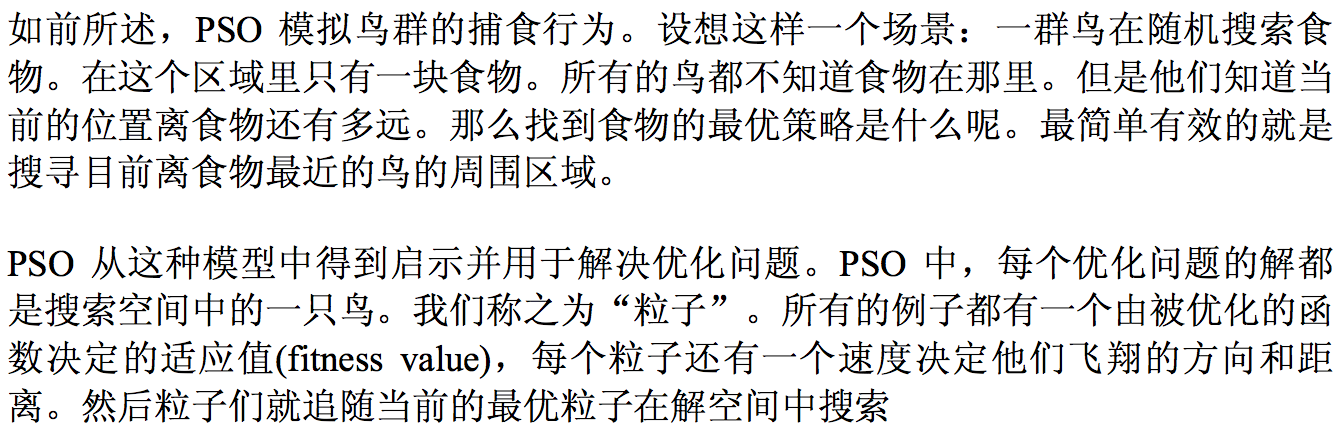 如前所述，PSO 模拟鸟群的捕食行为。设想这样一个场景：一群鸟在随机搜索食
物。在这个区域里只有一块食物。所有的鸟都不知道食物在那里。但是他们知道当
前的位置离食物还有多远。那么找到食物的最优策略是什么呢。最简单有效的就是
搜寻目前离食物最近的鸟的周围区域。
PSO 从这种模型中得到启示并用于解决优化问题。PSO 中，每个优化问题的解都
是搜索空间中的一只鸟。我们称之为“粒子”。所有的例子都有一个由被优化的函
数决定的适应值(fitness value)，每个粒子还有一个速度决定他们飞翔的方向和距
离。然后粒子们就追随当前的最优粒子在解空间中搜索